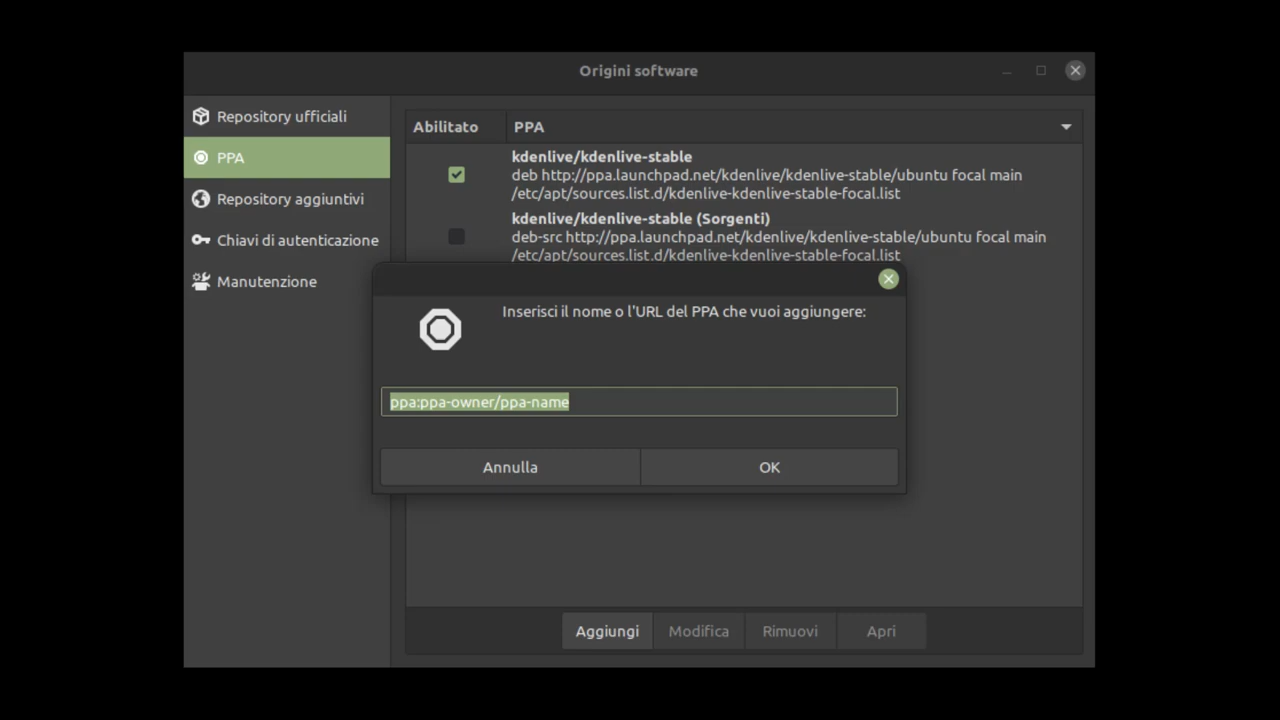 Origini software
Repository ufficiali
PPA
Repository aggiuntivi
Chiavi di autenticazione
Manutenzione
Abilitato PPA
kdenlive/kdenlive-stable
deb http://ppa.launchpad.net/kdenlive/kdenlive-stable/ubuntu focal main
/etc/apt/sources.list.d/kdenlive-kdenlive-stable-focal.list
kdenlive/kdenlive-stable (Sorgenti)
deb-src http://ppa.launchpad.net/kdenlive/kdenlive-stable/ubuntu focal main
/etc/apt/sources.list.d/kdenlive-kdenlive-stable-focal.list
Inserisci il nome o l'URL del PPA che vuoi aggiungere:
ppa:ppa-owner/ppa-name
Annulla OK
Aggiungi Modifica Rimuovi Apri